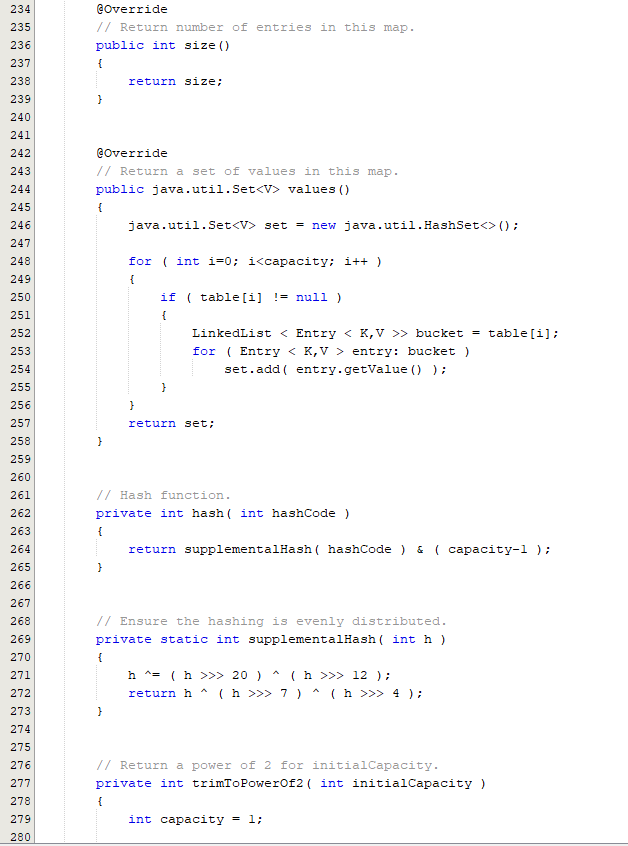 234 @Override
235 // Return number of entries in this map.
236 public int size()
237 {
238 return size;
239 }
240
241
242 @Override
243 // Return a set of values in this map.
244 public java.util.Set<V> values()
245 {
246 java.util.Set<V> set = new java.util.HashSet<>();
247
248 for ( int i=0; i<capacity; i++ )
249 {
250 if ( table[i] != null )
251 {
252 LinkedList < Entry < K,V >> bucket = table[i];
253 for ( Entry < K,V > entry: bucket )
254 set.add( entry.getValue() );
255 }
256 }
257 return set;
258 }
259
260
261 // Hash function.
262 private int hash( int hashCode )
263 {
264 return supplementalHash( hashCode ) & ( capacity-1 );
265 }
266
267
268 // Ensure the hashing is evenly distributed.
269 private static int supplementalHash( int h )
270 {
271 h ^= ( h >>> 20 ) ^ ( h >>> 12 );
272 return h ^ ( h >>> 7 ) ^ ( h >>> 4 );
273 }
274
275
276 // Return a power of 2 for initialCapacity.
277 private int trimToPowerOf2( int initialCapacity )
278 {
279 int capacity = 1;
280